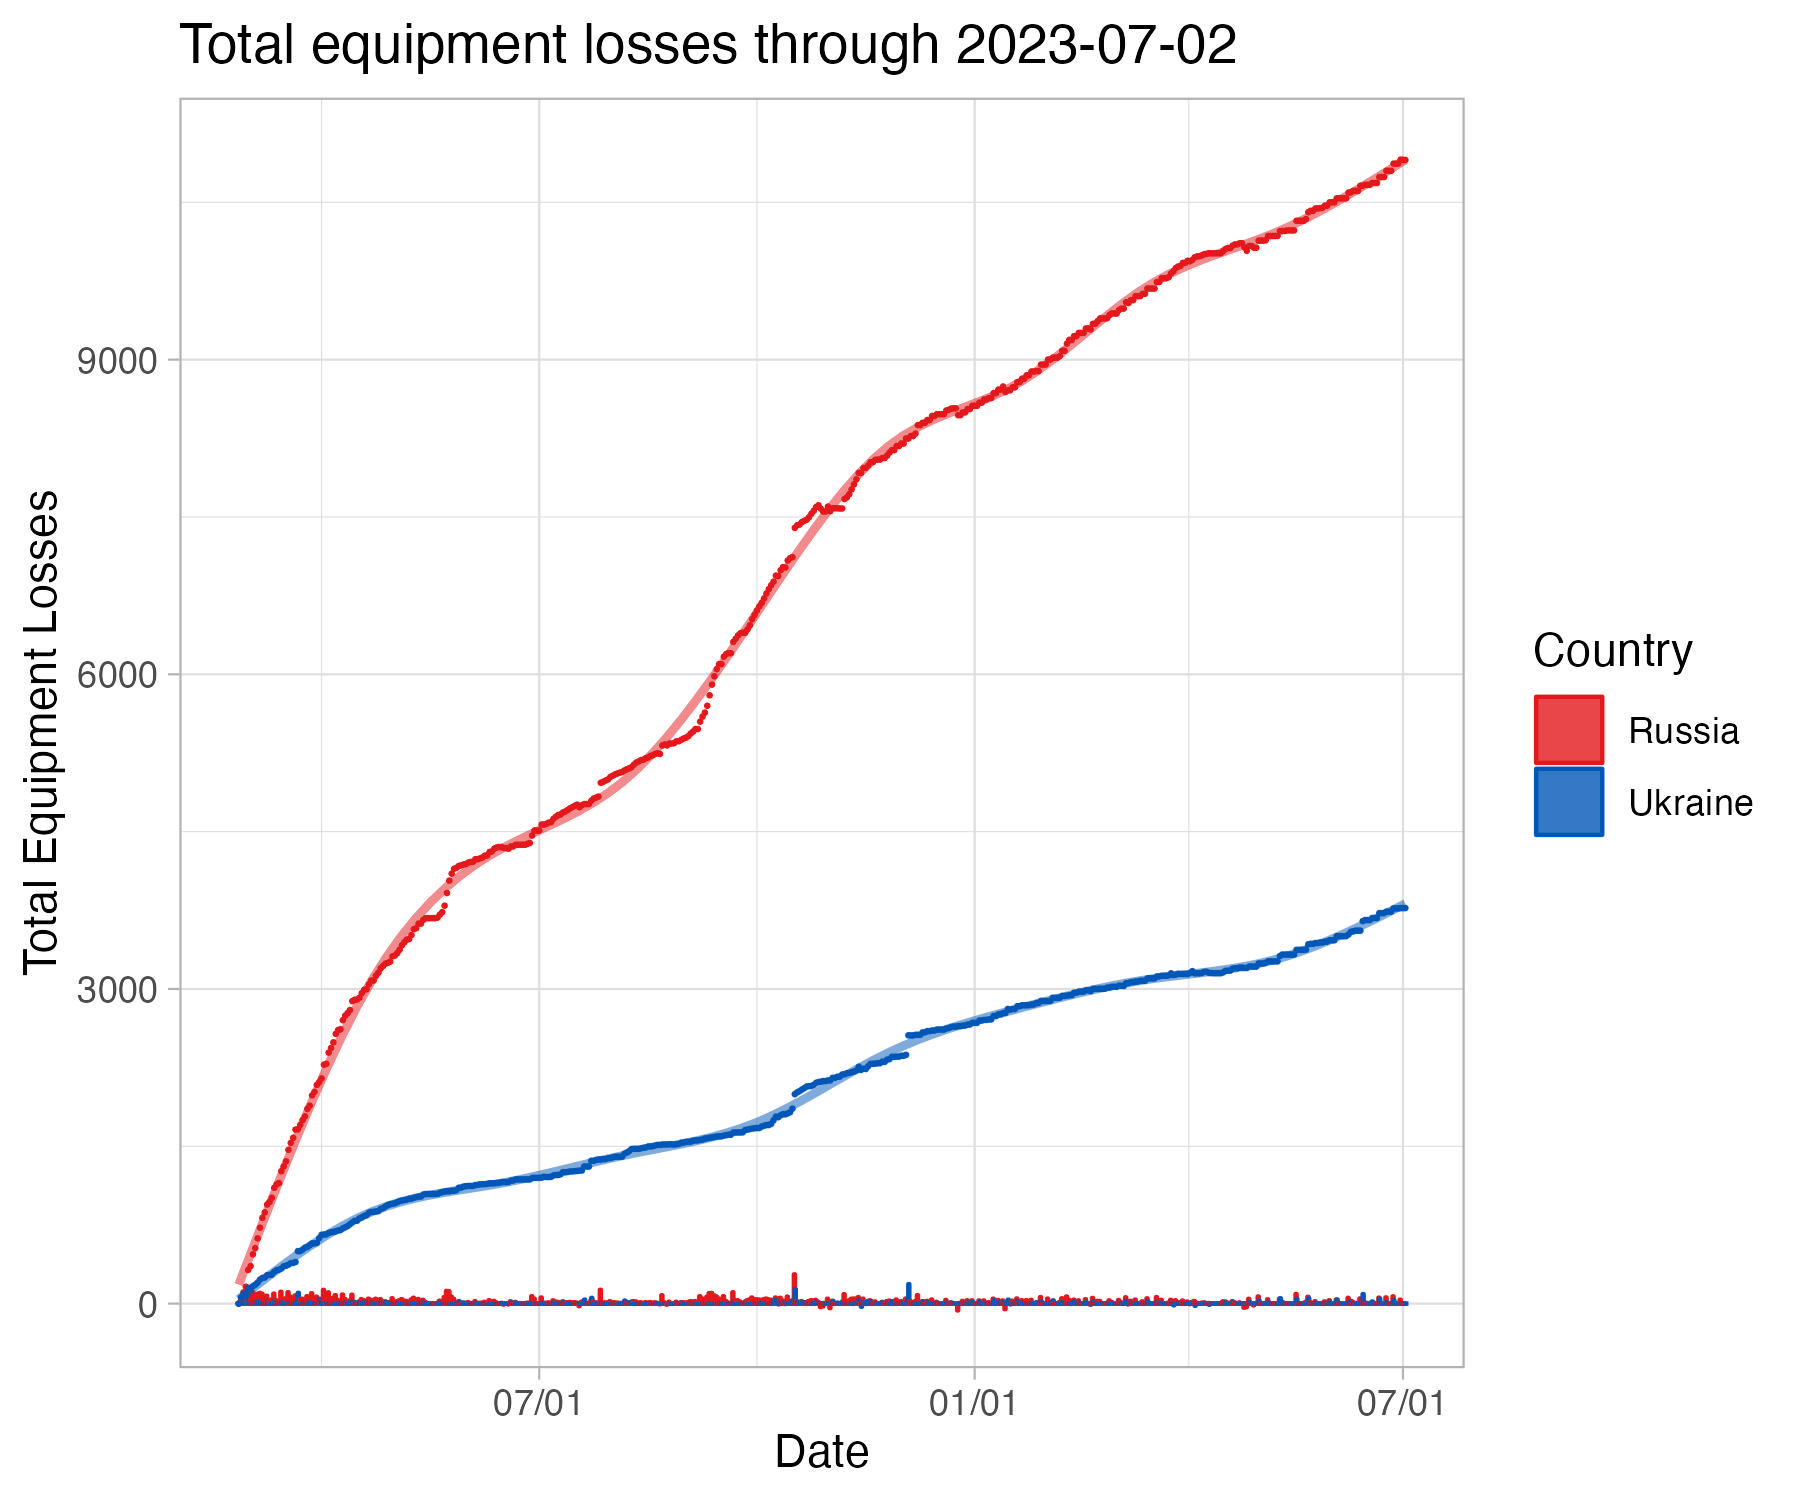 Total equipment losses through 2023-07-02
Total Equipment Losses
9000
6000
3000
0
07/01
01/01
07/01
Date
Country
Russia
Ukraine